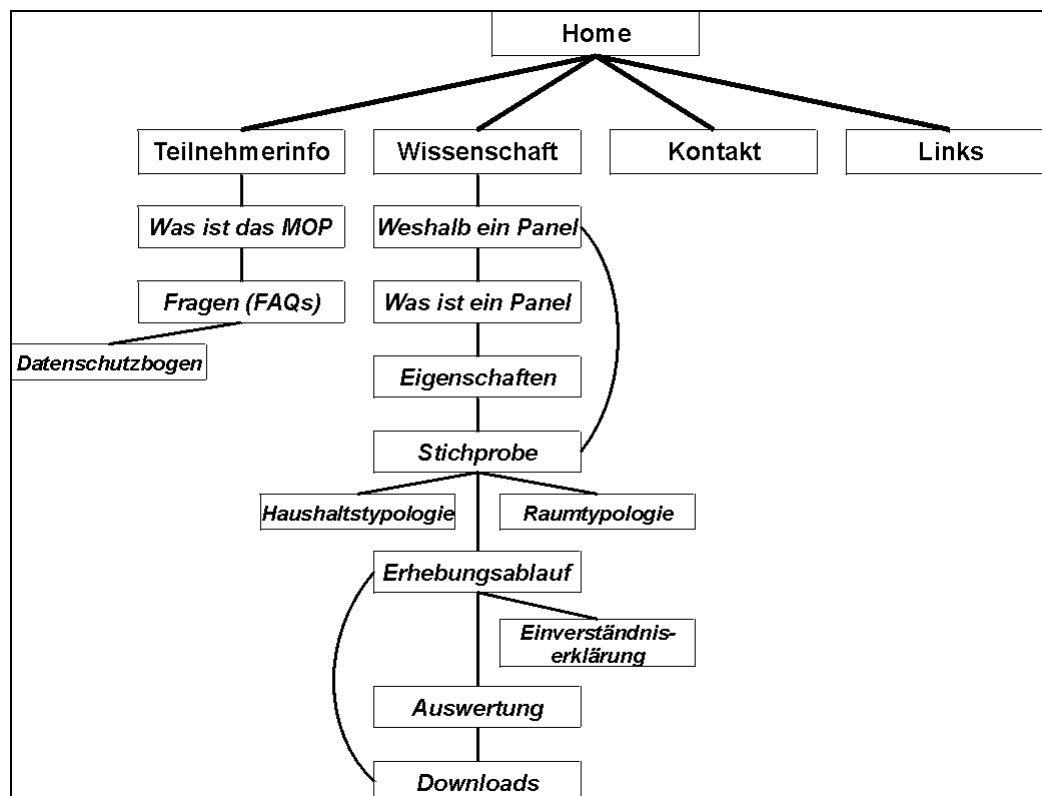 Home
Teilnehmerinfo
Wissenschaft
Kontakt
Links
Was ist das MOP
Weshalb ein Panel
Fragen (FAQs)
Was ist ein Panel
Datenschutzbogen
Eigenschaften
Stichprobe
Haushaltstypologie
Raumtypologie
Erhebungsablauf
Einverständnis-
erklärung
Auswertung
Downloads